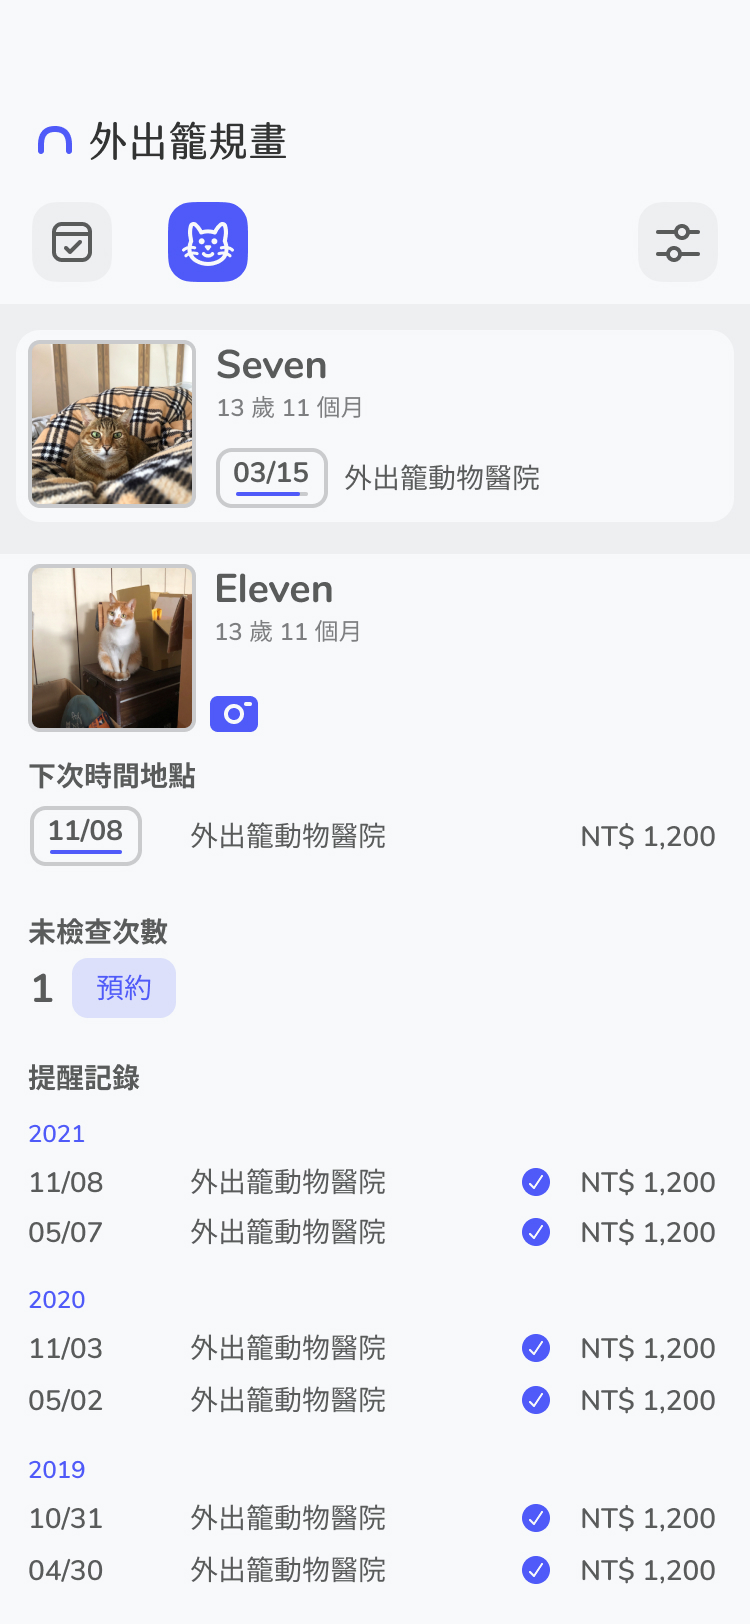 外出籠規畫
Seven
13 歲 11 個月
03/15 外出籠動物醫院
Eleven
13 歲 11 個月
下次時間地點
11/08 外出籠動物醫院 NT$ 1,200
未檢查次數
1 預約
提醒記錄
2021
11/08 外出籠動物醫院 NT$ 1,200
05/07 外出籠動物醫院 NT$ 1,200
2020
11/03 外出籠動物醫院 NT$ 1,200
05/02 外出籠動物醫院 NT$ 1,200
2019
10/31 外出籠動物醫院 NT$ 1,200
04/30 外出籠動物醫院 NT$ 1,200